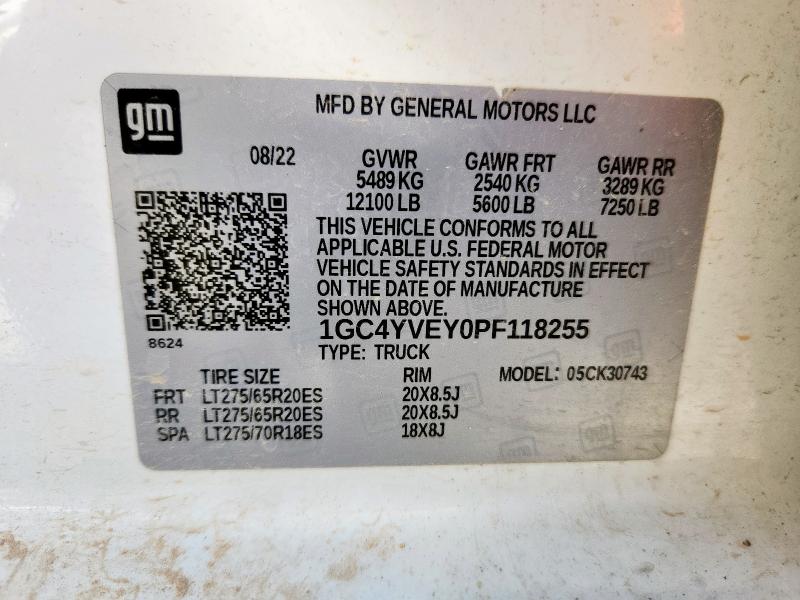 gm
MFD BY GENERAL MOTORS LLC
08/22 GVWR GAWR FRT GAWR RR
5489 KG 2540 KG 3289 KG
12100 LB 5600 LB 7250 LB
THIS VEHICLE CONFORMS TO ALL
APPLICABLE U.S. FEDERAL MOTOR
VEHICLE SAFETY STANDARDS IN EFFECT
ON THE DATE OF MANUFACTURE
SHOWN ABOVE.
8624
1GC4YVEY0PF118255
TYPE: TRUCK
TIRE SIZE RIM MODEL: 05CK30743
FRT LT275/65R20ES 20X8.5J
RR LT275/65R20ES 20X8.5J
SPA LT275/70R18ES 18X8J